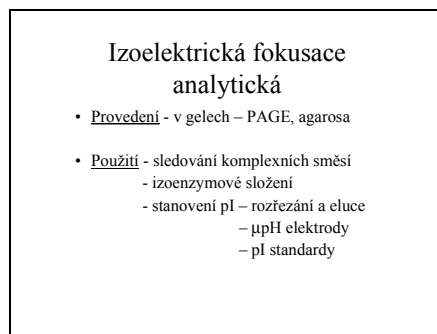 Izoelektrická fokusace
analytická
• Provedení - v gelech – PAGE, agarosa
• Použití - sledování komplexních směsí
- izoenzymové složení
- stanovení pI – rozřezání a eluce
– μpH elektrody
– pI standardy